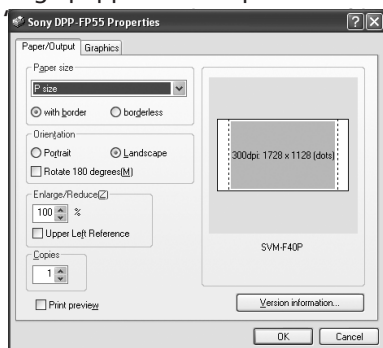 Sony DPP-FP55 Properties
Paper/Output Graphics
Paper size
P size
with border borderless
Orientation
Portrait Landscape
Rotate 180 degrees(M)
Enlarge/Reduce(Z)
100 %
Upper Left Reference
Copies
1
Print preview
300dpi: 1728 x 1128 (dots)
SVM-F40P
Version information...
OK Cancel